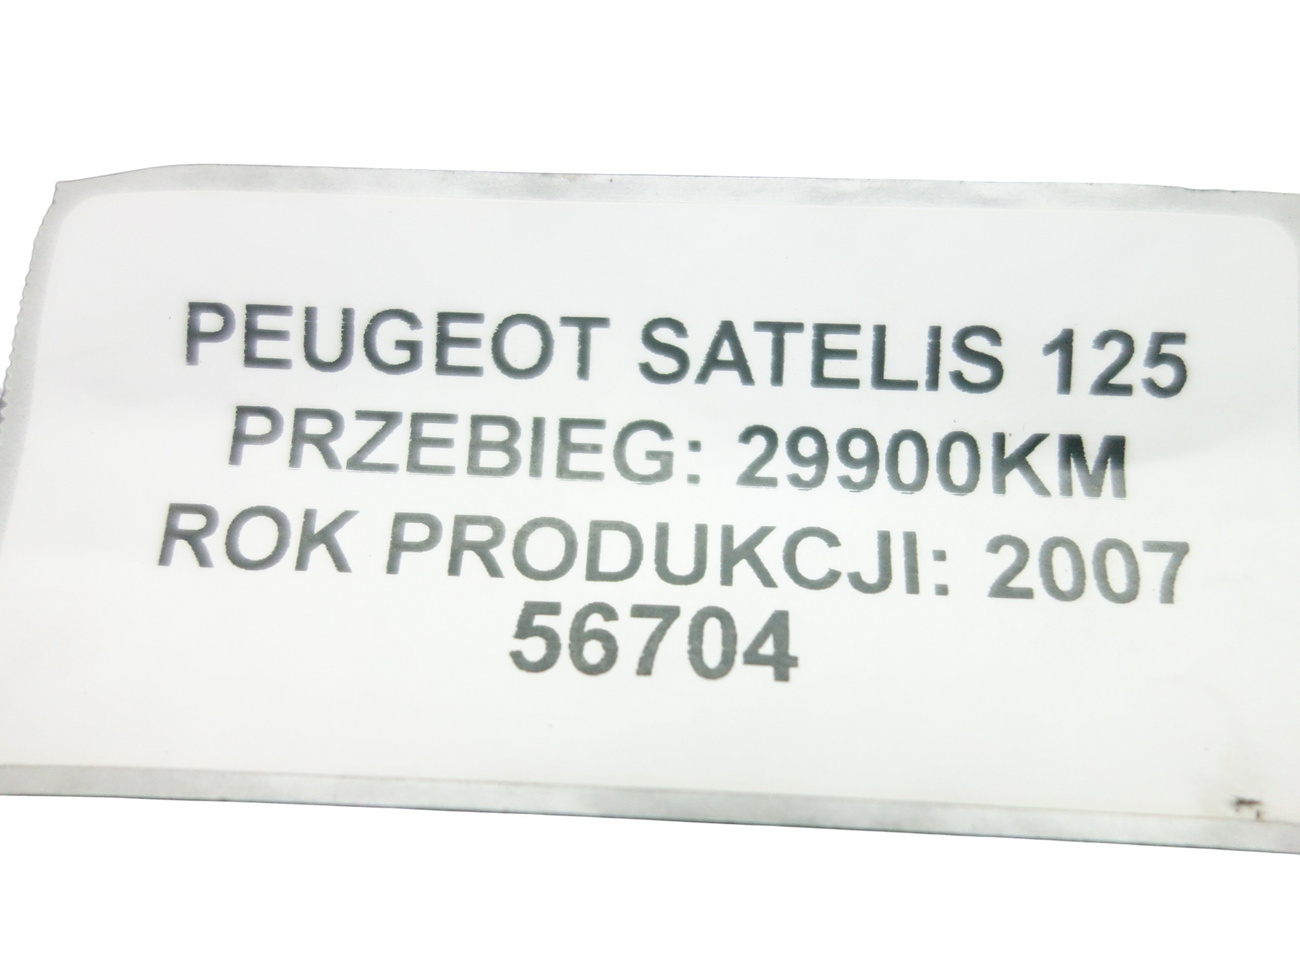 PEUGEOT SATELIS 125
PRZEBIEG: 29900KM
ROK PRODUKCJI: 2007
56704